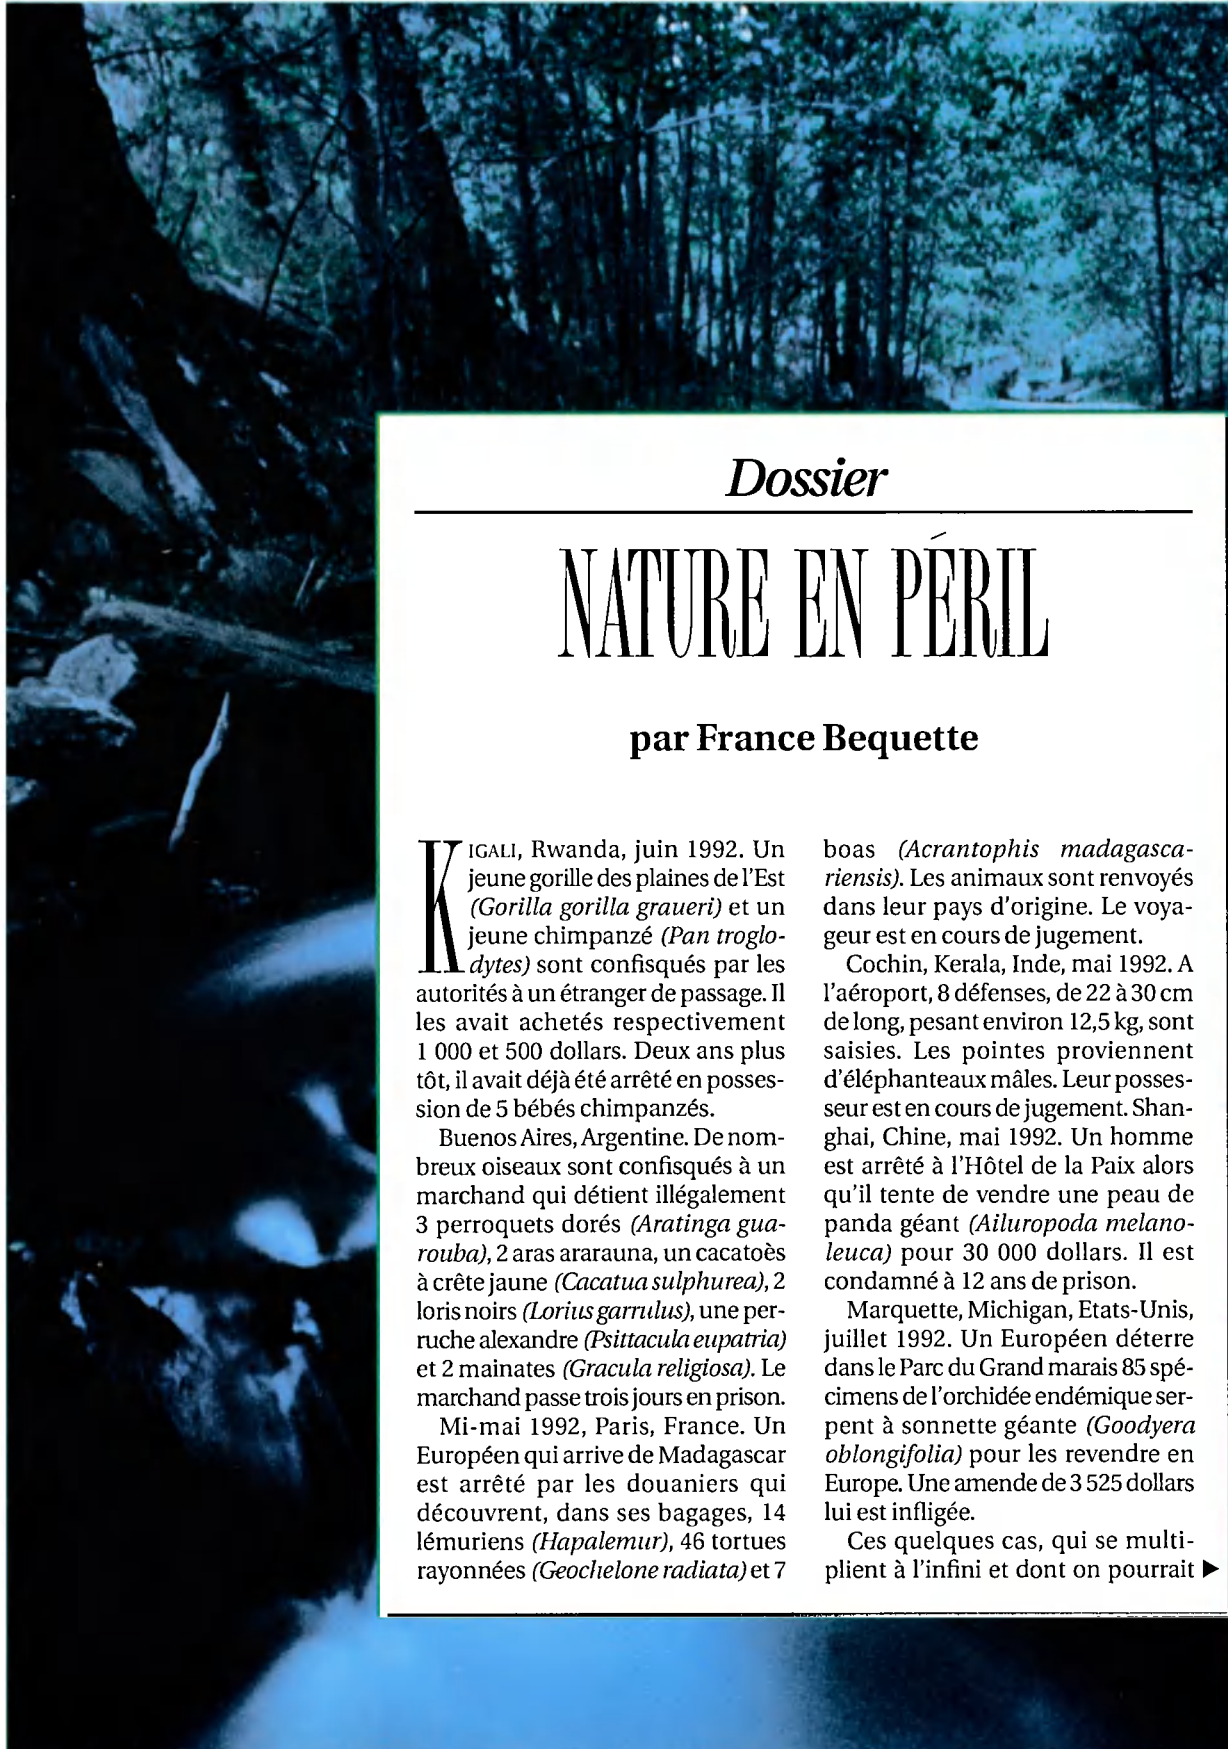 Dossier
NATURE EN PÉRIL
par France Bequette
KIGALI, Rwanda, juin 1992. Un
jeune gorille des plaines de l'Est
(Gorilla gorilla graueri) et un
jeune chimpanzé (Pan troglo-
dytes) sont confisqués par les
autorités à un étranger de passage. Il
les avait achetés respectivement
1 000 et 500 dollars. Deux ans plus
tôt, il avait déjà été arrêté en posses-
sion de 5 bébés chimpanzés.
Buenos Aires, Argentine. De nom-
breux oiseaux sont confisqués à un
marchand qui détient illégalement
3 perroquets dorés (Aratinga gua-
rouba), 2 aras ararauna, un cacatoès
à crête jaune (Cacatua sulphurea), 2
loris noirs (Lorius garrulus), une per-
ruche alexandre (Psittacula eupatria)
et 2 mainates (Gracula religiosa). Le
marchand passe trois jours en prison.
Mi-mai 1992, Paris, France. Un
Européen qui arrive de Madagascar
est arrêté par les douaniers qui
découvrent, dans ses bagages, 14
lémuriens (Hapalemur), 46 tortues
rayonnées (Geochelone radiata) et 7
boas (Acrantophis madagasca-
riensis). Les animaux sont renvoyés
dans leur pays d'origine. Le voya-
geur est en cours de jugement.
Cochin, Kerala, Inde, mai 1992. A
l'aéroport, 8 défenses, de 22 à 30 cm
de long, pesant environ 12,5 kg, sont
saisies. Les pointes proviennent
d'éléphanteaux mâles. Leur posses-
seur est en cours de jugement. Shan-
ghai, Chine, mai 1992. Un homme
est arrêté à l'Hôtel de la Paix alors
qu'il tente de vendre une peau de
panda géant (Ailuropoda melano-
leuca) pour 30 000 dollars. Il est
condamné à 12 ans de prison.
Marquette, Michigan, Etats-Unis,
juillet 1992. Un Européen déterre
dans le Parc du Grand marais 85 spé-
cimens de l'orchidée endémique ser-
pent à sonnette géante (Goodyera
oblongifolia) pour les revendre en
Europe. Une amende de 3 525 dollars
lui est infligée.
Ces quelques cas, qui se multi-
plient à l'infini et dont on pourrait ▶